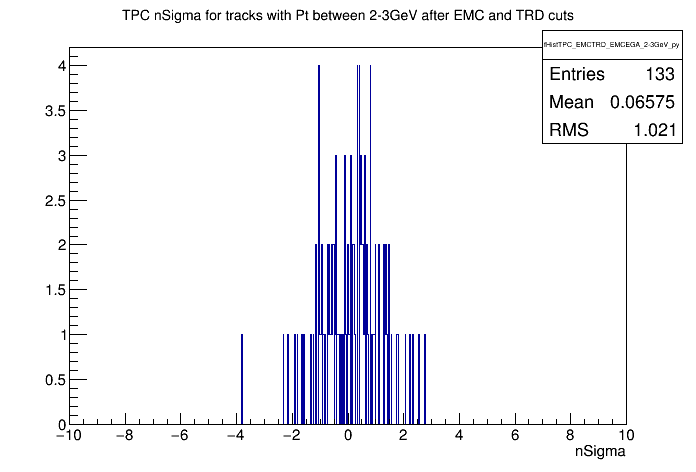 TPC nSigma for tracks with Pt between 2-3GeV after EMC and TRD cuts
fHistTPC_EMCTRD_EMCEGA_2-3GeV_py
Entries 133
Mean 0.06575
RMS 1.021
4
3.5
3
2.5
2
1.5
1
0.5
0
−10 −8 −6 −4 −2 0 2 4 6 8 10
nSigma